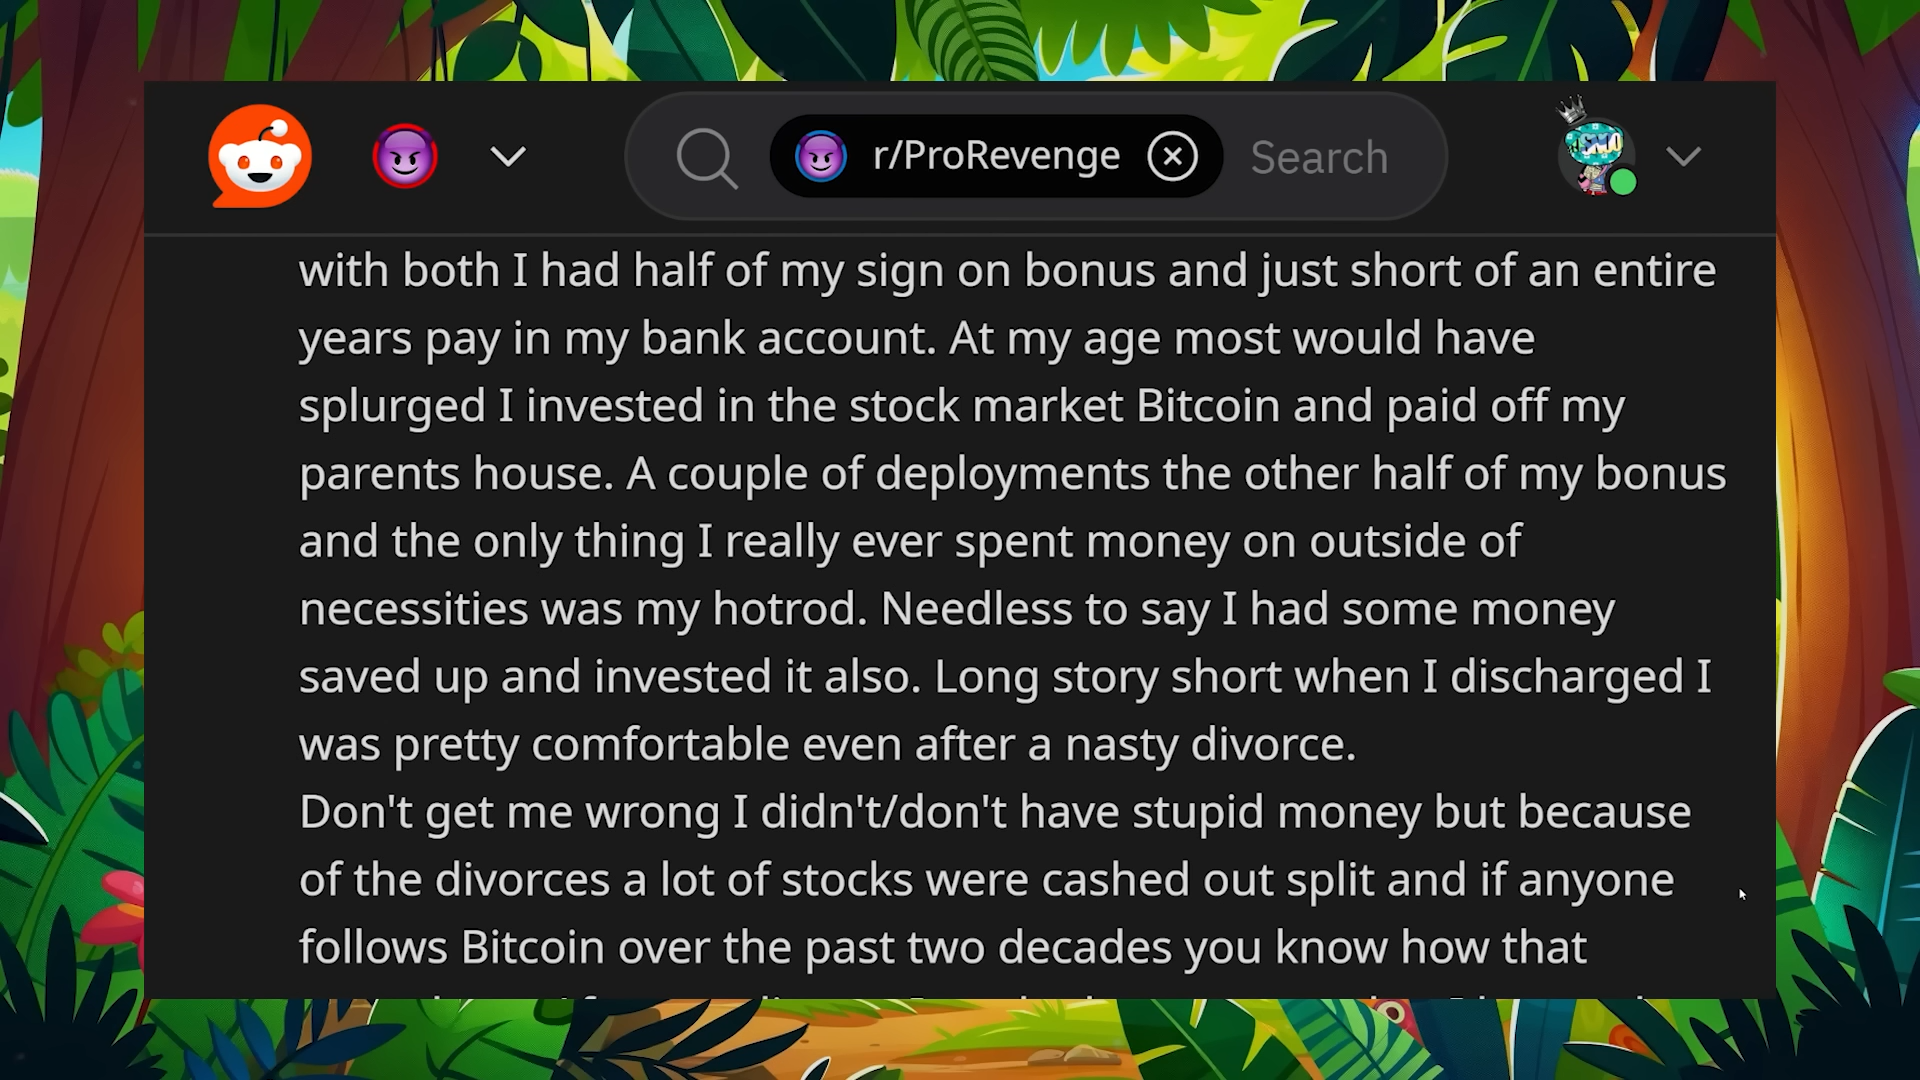 r/ProRevenge
Search
with both I had half of my sign on bonus and just short of an entire
years pay in my bank account. At my age most would have
splurged I invested in the stock market Bitcoin and paid off my
parents house. A couple of deployments the other half of my bonus
and the only thing I really ever spent money on outside of
necessities was my hotrod. Needless to say I had some money
saved up and invested it also. Long story short when I discharged I
was pretty comfortable even after a nasty divorce.
Don't get me wrong I didn't/don't have stupid money but because
of the divorces a lot of stocks were cashed out split and if anyone
follows Bitcoin over the past two decades you know how that